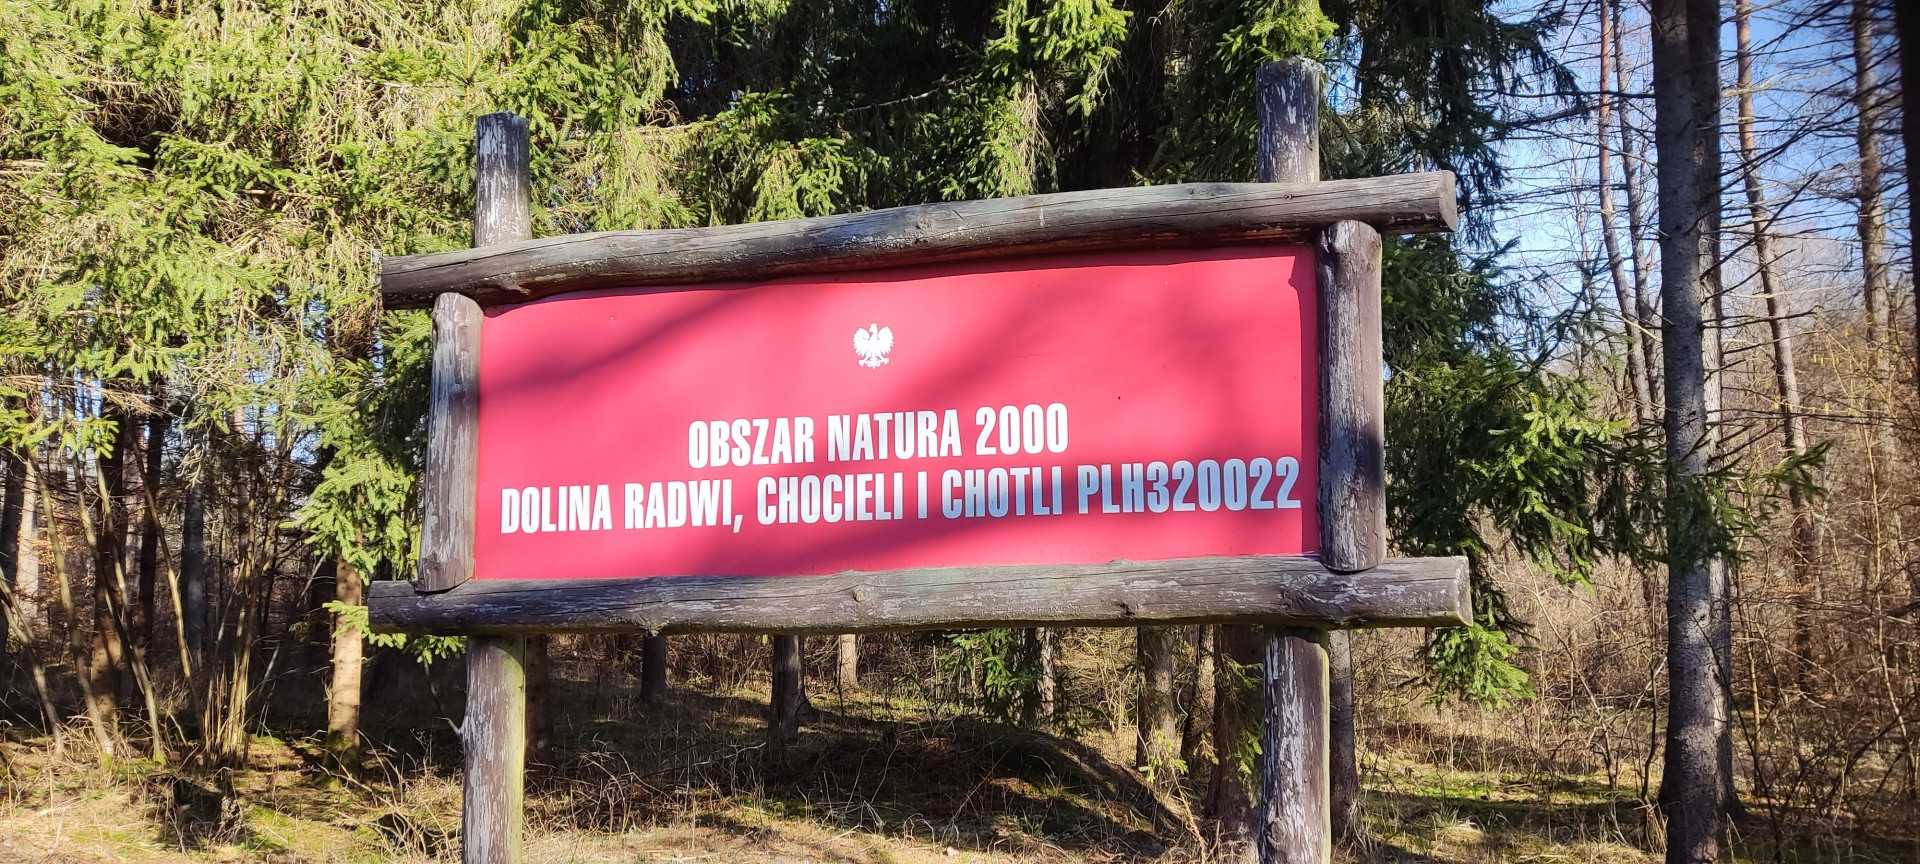 OBSZAR NATURA 2000
DOLINA RADWI, CHOCIELI I CHOTLI PLH320022